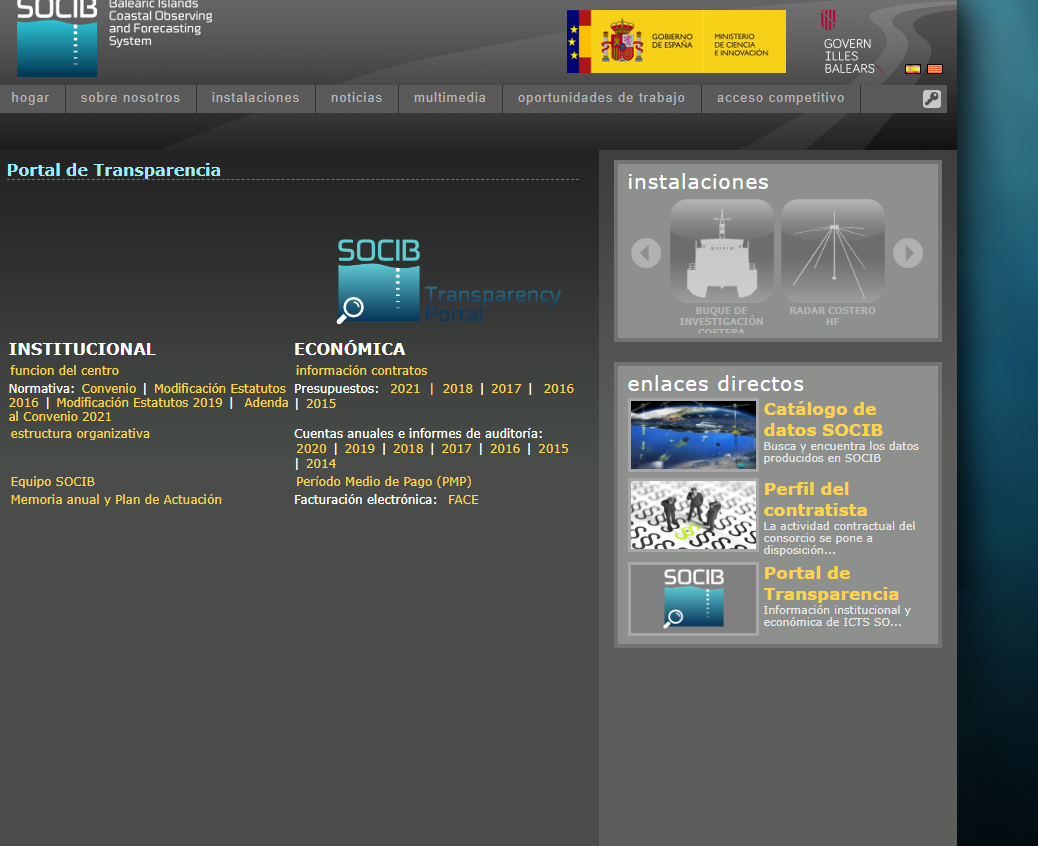 SOCIB
Balearic Islands
Coastal Observing
and Forecasting
System
GOBIERNO
DE ESPAÑA
MINISTERIO
DE CIENCIA
E INNOVACIÓN
GOVERN
ILLES
BALEARS
hogar
sobre nosotros
instalaciones
noticias
multimedia
oportunidades de trabajo
acceso competitivo
Portal de Transparencia
SOCIB
Transparency
Portal
INSTITUCIONAL
funcion del centro
Normativa: Convenio | Modificación Estatutos
2016 | Modificación Estatutos 2019 | Adenda
al Convenio 2021
estructura organizativa
Equipo SOCIB
Memoria anual y Plan de Actuación
ECONÓMICA
información contratos
Presupuestos: 2021 | 2018 | 2017 | 2016
| 2015
Cuentas anuales e informes de auditoría:
2020 | 2019 | 2018 | 2017 | 2016 | 2015
| 2014
Período Medio de Pago (PMP)
Facturación electrónica: FACE
instalaciones
BUQUE DE
INVESTIGACIÓN
COSTERA
RADAR COSTERO
HF
enlaces directos
Catálogo de
datos SOCIB
Busca y encuentra los datos
producidos en SOCIB
Perfil del
contratista
La actividad contractual del
consorcio se pone a
disposición...
SOCIB
Portal de
Transparencia
Información institucional y
económica de ICTS SO...